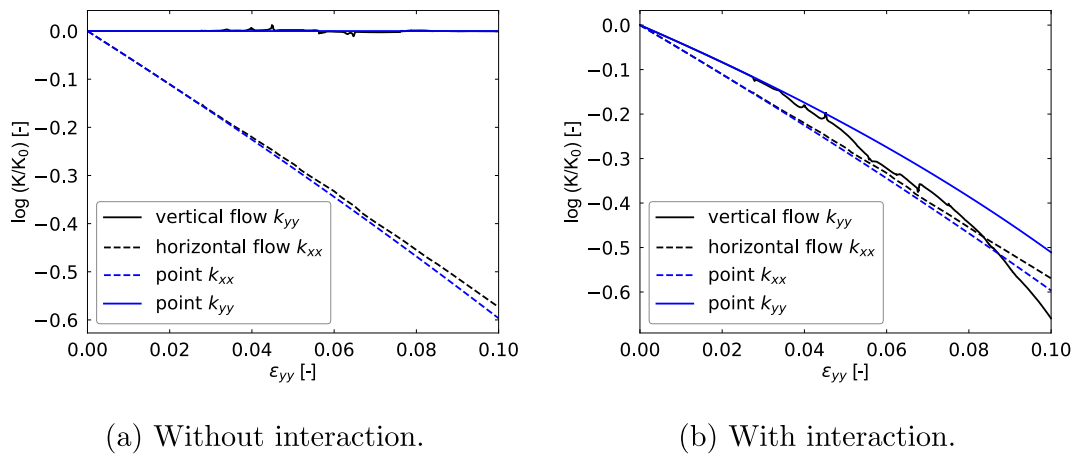 0.0
−0.1
−0.2
−0.3
−0.4
−0.5
−0.6
log (K/K₀) [-]
vertical flow kyy
horizontal flow kxx
point kxx
point kyy
0.00 0.02 0.04 0.06 0.08 0.10
εyy [-]
(a) Without interaction.
0.0
−0.1
−0.2
−0.3
−0.4
−0.5
−0.6
log (K/K₀) [-]
vertical flow kyy
horizontal flow kxx
point kxx
point kyy
0.00 0.02 0.04 0.06 0.08 0.10
εyy [-]
(b) With interaction.